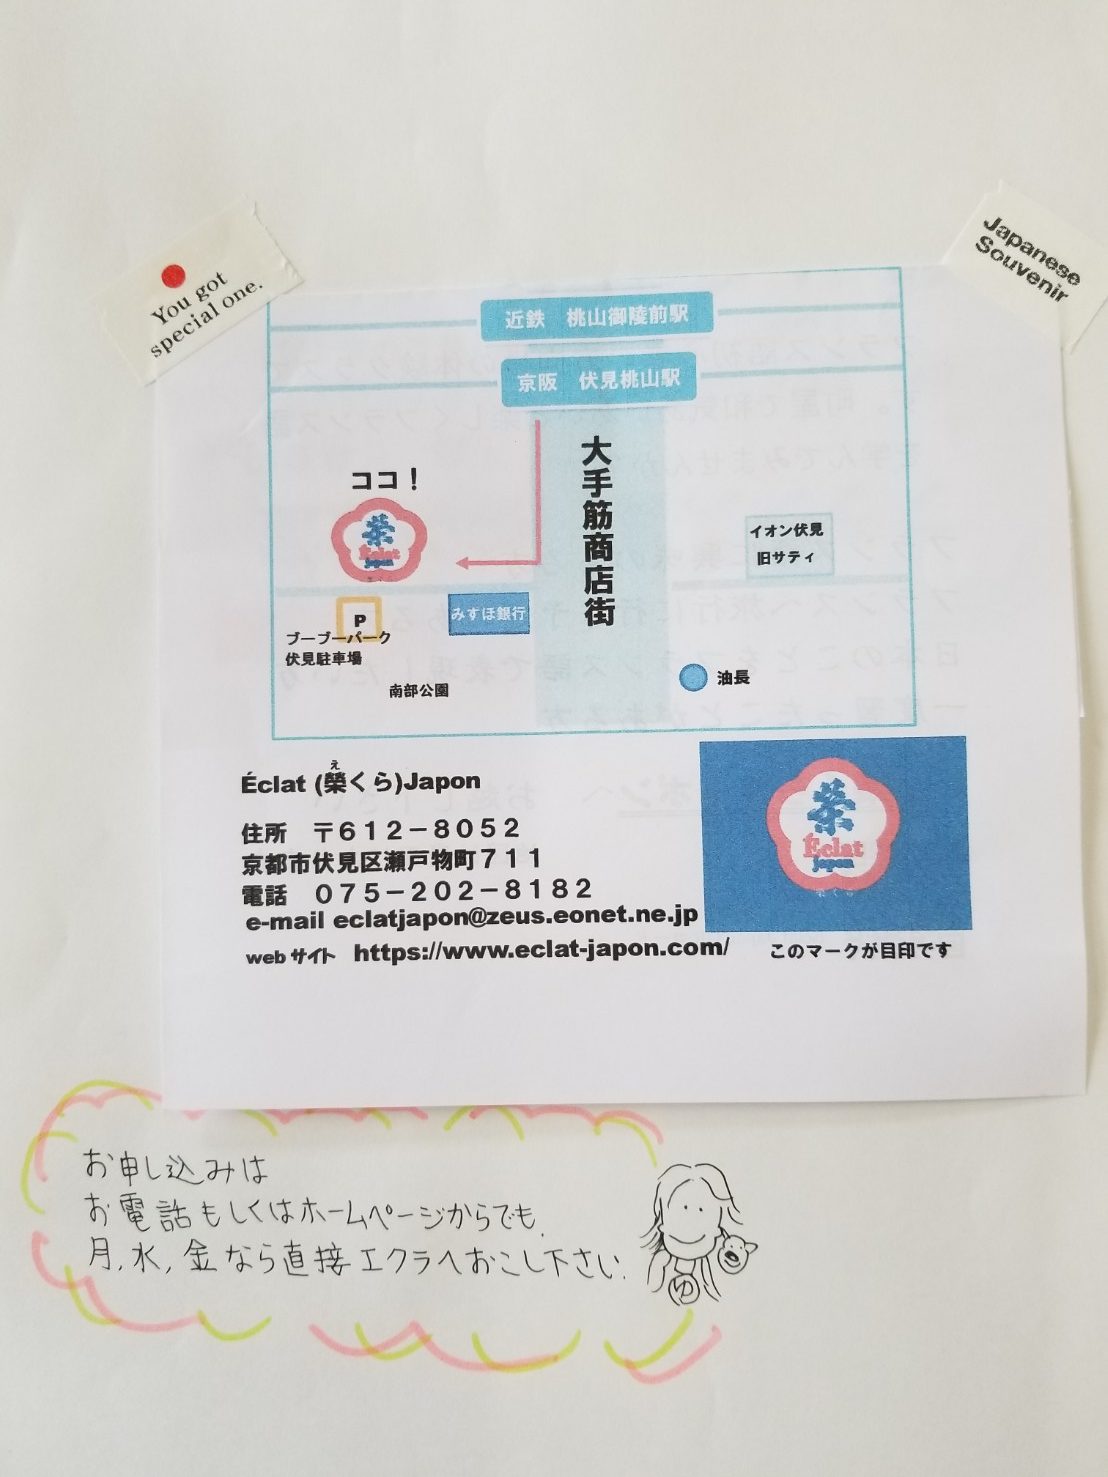 You got
special one.
Japanese
Souvenir
近鉄　桃山御陵前駅
京阪　伏見桃山駅
大手筋商店街
ココ！
榮
Éclat
Japon
イオン伏見
旧サティ
P
みすほ銀行
ブーブーパーク
伏見駐車場
南部公園
油長
え
Éclat (榮くら)Japon
住所　〒６１２－８０５２
京都市伏見区瀬戸物町７１１
電話　０７５－２０２－８１８２
e-mail eclatjapon@zeus.eonet.ne.jp
webサイト　https://www.eclat-japon.com/
榮
Éclat
Japon
このマークが目印です
お申し込みは
お電話もしくはホームページからでも、
月, 水, 金なら直接エクラへおこし下さい.
ゆ